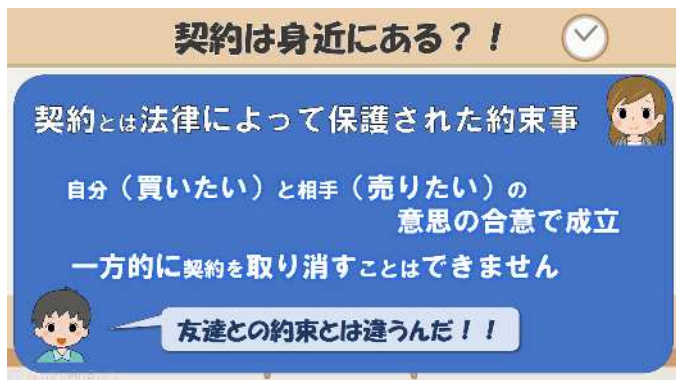 契約は身近にある？！
契約とは法律によって保護された約束事
自分（買いたい）と相手（売りたい）の
意思の合意で成立
一方的に契約を取り消すことはできません
友達との約束とは違うんだ！！